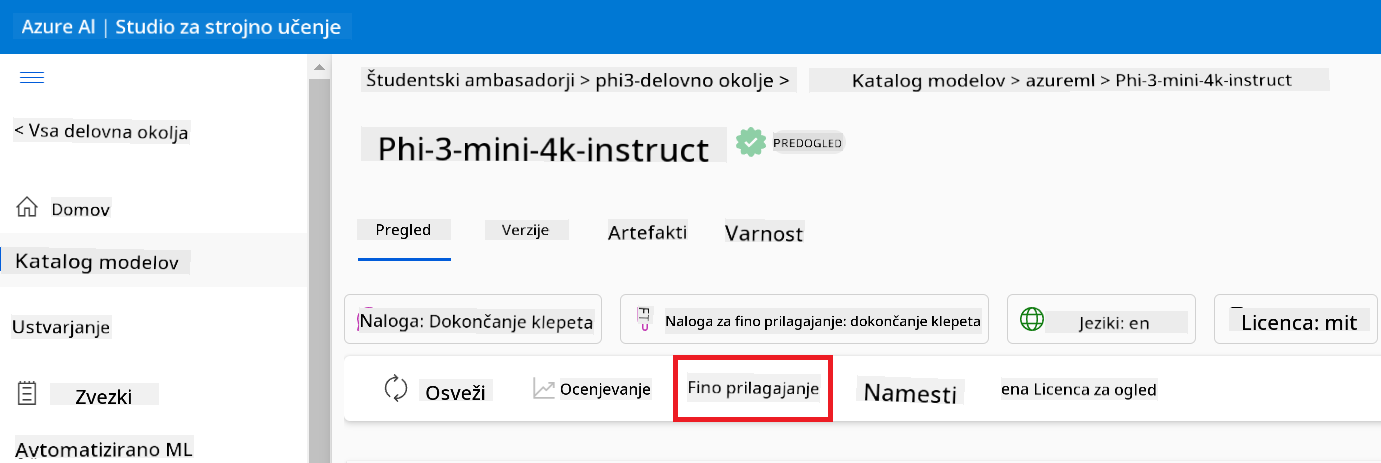 Azure AI | Studio za strojno učenje
Študentski ambasadorji > phi3-delovno okolje > Katalog modelov > azureml > Phi-3-mini-4k-instruct
< Vsa delovna okolja
Phi-3-mini-4k-instruct PREDOGLED
Domov
Pregled Verzije Artefakti Varnost
Katalog modelov
Ustvarjanje
Naloga: Dokončanje klepeta FT Naloga za fino prilagajanje: dokončanje klepeta Jeziki: en Licenca: mit
Zvezki
Osveži Ocenjevanje Fino prilagajanje Namesti ena Licenca za ogled
Avtomatizirano ML